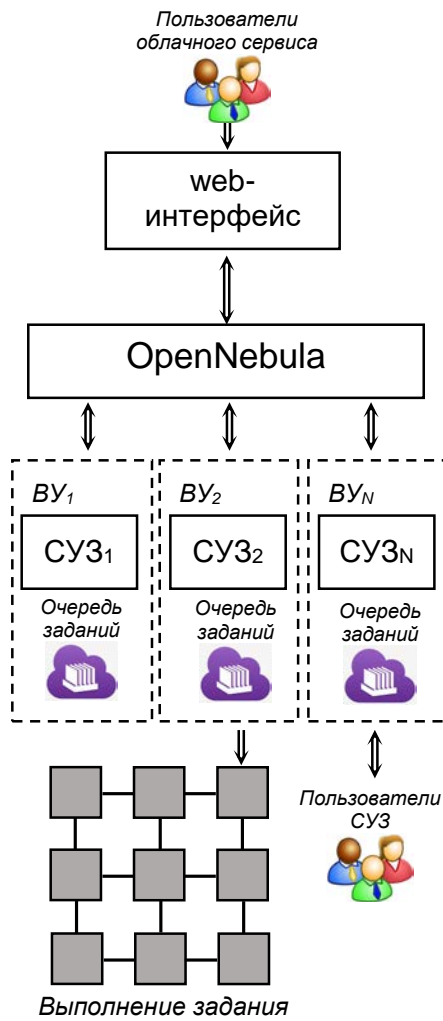 Пользователи
облачного сервиса
web-
интерфейс
OpenNebula
ВУ1
ВУ2
ВУN
СУЗ1
СУЗ2
СУЗN
Очередь
заданий
Очередь
заданий
Очередь
заданий
Пользователи
СУЗ
Выполнение задания